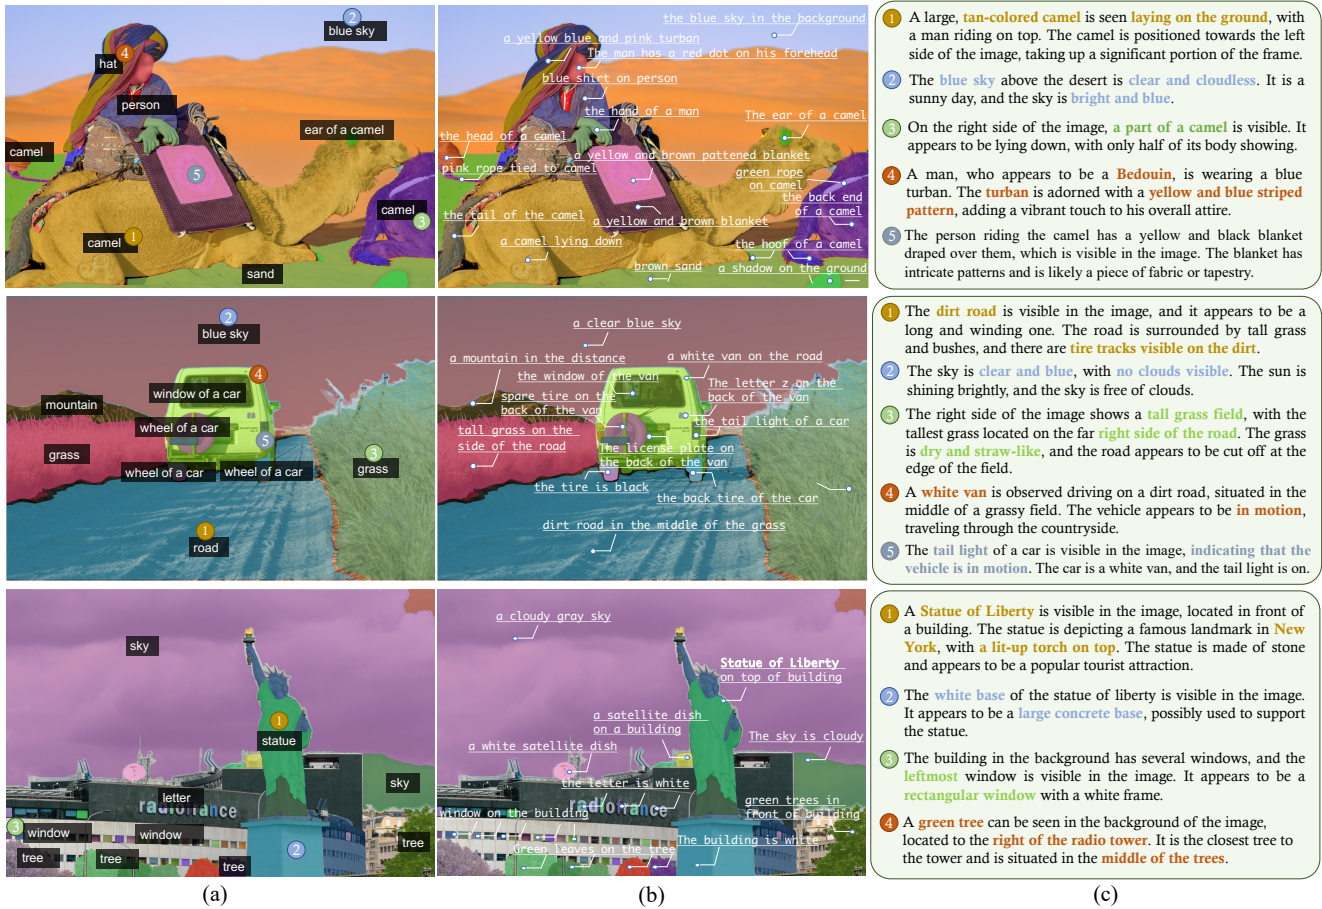 2
blue sky
4
hat
person
ear of a camel
camel
5
camel
3
camel
1
sand
the blue sky in the background
a yellow blue and pink turban
The man has a red dot on his forehead
blue shirt on person
the hand of a man
The ear of a camel
the head of a camel
a yellow and brown pattened blanket
pink rope tied to camel
green rope
on camel
the back end
of a camel
the tail of the camel
a yellow and brown blanket
a camel lying down
the hoof of a camel
brown sand
a shadow on the ground
1 A large, tan-colored camel is seen laying on the ground, with
a man riding on top. The camel is positioned towards the left
side of the image, taking up a significant portion of the frame.
2 The blue sky above the desert is clear and cloudless. It is a
sunny day, and the sky is bright and blue.
3 On the right side of the image, a part of a camel is visible. It
appears to be lying down, with only half of its body showing.
4 A man, who appears to be a Bedouin, is wearing a blue
turban. The turban is adorned with a yellow and blue striped
pattern, adding a vibrant touch to his overall attire.
5 The person riding the camel has a yellow and black blanket
draped over them, which is visible in the image. The blanket has
intricate patterns and is likely a piece of fabric or tapestry.
2
blue sky
4
window of a car
mountain
wheel of a car
5
grass
3
grass
wheel of a car
wheel of a car
1
road
a clear blue sky
a mountain in the distance
a white van on the road
the window of the van
The letter z on the
back of the van
spare tire on the
back of the van
the tail light of a car
tall grass on the
side of the road
The license plate on
the back of the van
the tire is black
the back tire of the car
dirt road in the middle of the grass
1 The dirt road is visible in the image, and it appears to be a
long and winding one. The road is surrounded by tall grass
and bushes, and there are tire tracks visible on the dirt.
2 The sky is clear and blue, with no clouds visible. The sun is
shining brightly, and the sky is free of clouds.
3 The right side of the image shows a tall grass field, with the
tallest grass located on the far right side of the road. The grass
is dry and straw-like, and the road appears to be cut off at the
edge of the field.
4 A white van is observed driving on a dirt road, situated in the
middle of a grassy field. The vehicle appears to be in motion,
traveling through the countryside.
5 The tail light of a car is visible in the image, indicating that the
vehicle is in motion. The car is a white van, and the tail light is on.
sky
1
statue
sky
letter
radiofrance
3
window
window
2
tree
tree
tree
tree
a cloudy gray sky
Statue of Liberty
on top of building
a satellite dish
on a building
a white satellite dish
The sky is cloudy
the letter is white
radiofrance
green trees in
front of building
window on the building
Green leaves on the tree
The building is white
1 A Statue of Liberty is visible in the image, located in front of
a building. The statue is depicting a famous landmark in New
York, with a lit-up torch on top. The statue is made of stone
and appears to be a popular tourist attraction.
2 The white base of the statue of liberty is visible in the image.
It appears to be a large concrete base, possibly used to support
the statue.
3 The building in the background has several windows, and the
leftmost window is visible in the image. It appears to be a
rectangular window with a white frame.
4 A green tree can be seen in the background of the image,
located to the right of the radio tower. It is the closest tree to
the tower and is situated in the middle of the trees.
(a)
(b)
(c)